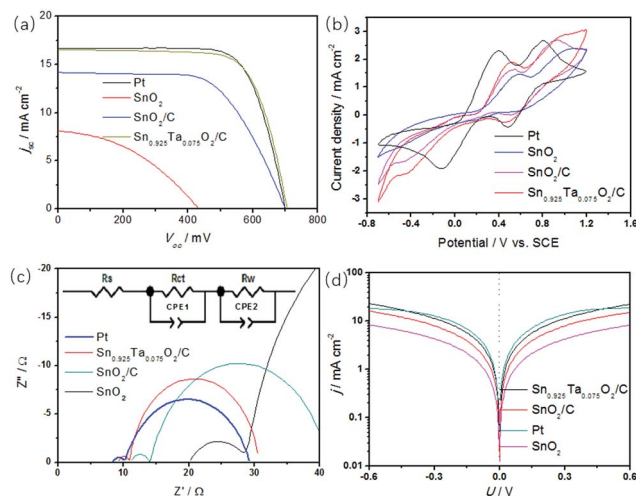 (a)
20
15
10
5
0
j_sc / mA cm⁻²
Pt
SnO₂
SnO₂/C
Sn₀.₉₂₅Ta₀.₀₇₅O₂/C
0 200 400 600 800
V_oc / mV
(b)
5
4
3
2
1
0
-1
-2
-3
-4
Current density / mA cm⁻²
Pt
SnO₂
SnO₂/C
Sn₀.₉₂₅Ta₀.₀₇₅O₂/C
-0.8 -0.4 0.0 0.4 0.8 1.2 1.6
Potential / V vs. SCE
(c)
-20
-15
-10
-5
0
Z'' / Ω
Rs Rct Rw
CPE1 CPE2
Pt
Sn₀.₉₂₅Ta₀.₀₇₅O₂/C
SnO₂/C
SnO₂
0 10 20 30 40
Z' / Ω
(d)
100
10
1
0.1
0.01
j / mA cm⁻²
Sn₀.₉₂₅Ta₀.₀₇₅O₂/C
SnO₂/C
Pt
SnO₂
-0.6 -0.3 0.0 0.3 0.6
U / V